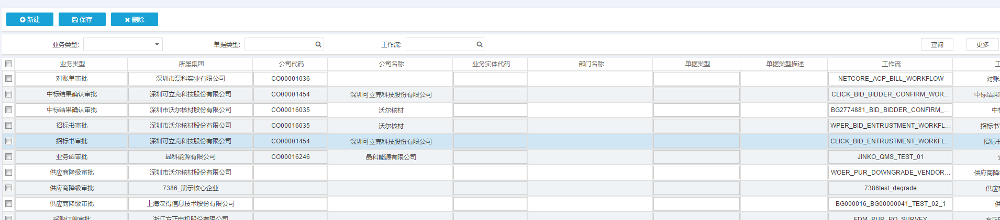 新建 保存 删除
业务类型: 单据类型: 工作流: 查询 更多
业务类型 所属集团 公司代码 公司名称 业务实体代码 部门名称 单据类型 单据类型描述 工作流
对账单审批 深圳市磊科实业有限公司 CO00001036 NETCORE_ACP_BILL_WORKFLOW 对账
中标结果确认审批 深圳可立克科技股份有限公司 CO00001454 深圳可立克科技股份有限公司 CLICK_BID_BIDDER_CONFIRM_WOR... 中标结果
中标结果确认审批 深圳市沃尔核材股份有限公司 CO00016035 沃尔核材 BG2774881_BID_BIDDER_CONFIRM_... 中
招标书审批 深圳市沃尔核材股份有限公司 CO00016035 沃尔核材 WPER_BID_ENTRUSTMENT_WORKFL... 招标书
招标书审批 深圳可立克科技股份有限公司 CO00001454 深圳可立克科技股份有限公司 CLICK_BID_ENTRUSTMENT_WORKFL... 招标
业务函审批 晶科能源有限公司 CO00016246 晶科能源有限公司 JINKO_QMS_TEST_01
供应商降级审批 深圳市沃尔核材股份有限公司 WOER_PUR_DOWNGRADE_VENDOR... 供应商降
供应商降级审批 7386_演示核心企业 7386test_degrade 供应
供应商降级审批 上海汉得信息技术股份有限公司 BG000016_BG00000041_TEST_02_1 供
采购订单审批 浙江方正电机股份有限公司 FDM_PUR_PO_SURVEY 方正